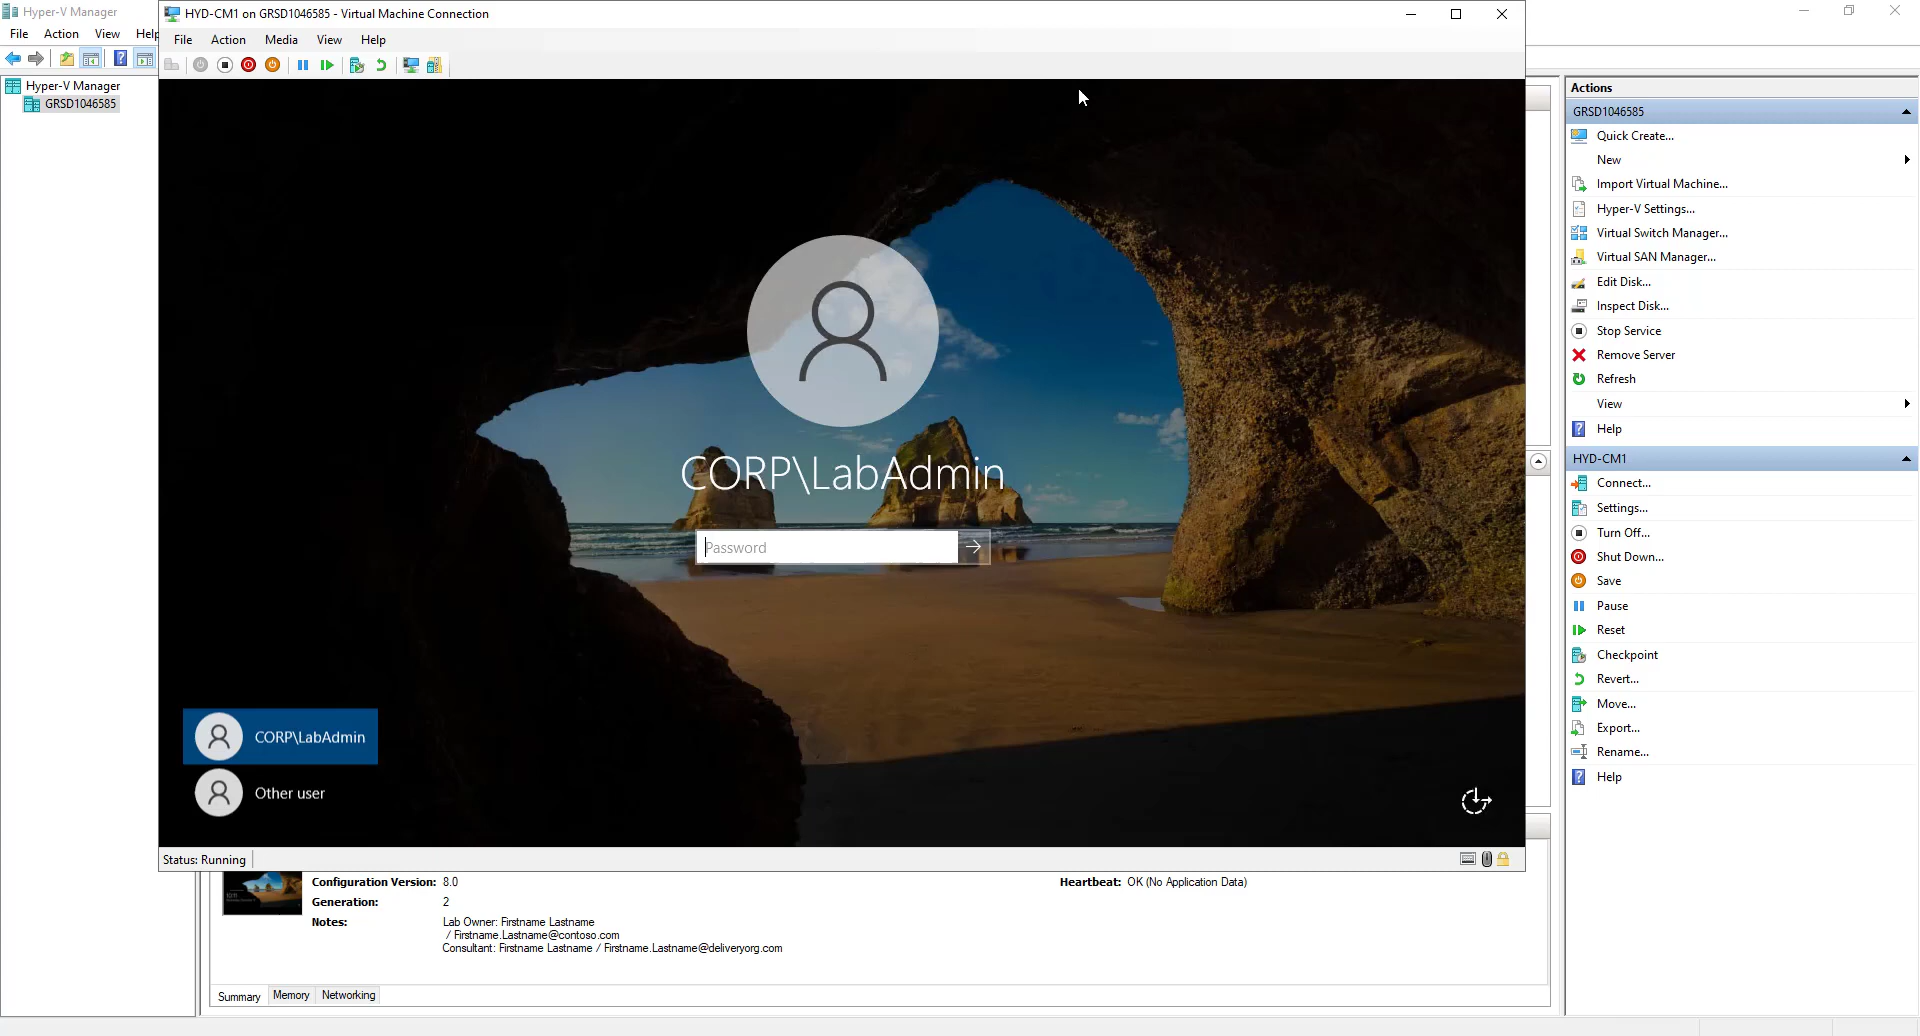 Hyper-V Manager
File Action View Help
Hyper-V Manager
GRSD1046585
HYD-CM1 on GRSD1046585 - Virtual Machine Connection
File Action Media View Help
CORP\LabAdmin
Password
CORP\LabAdmin
Other user
Status: Running
Configuration Version: 8.0
Generation: 2
Notes: Lab Owner: Firstname Lastname
/ Firstname.Lastname@contoso.com
Consultant: Firstname Lastname / Firstname.Lastname@deliveryorg.com
Heartbeat: OK (No Application Data)
Summary Memory Networking
Actions
GRSD1046585
Quick Create...
New
Import Virtual Machine...
Hyper-V Settings...
Virtual Switch Manager...
Virtual SAN Manager...
Edit Disk...
Inspect Disk...
Stop Service
Remove Server
Refresh
View
Help
HYD-CM1
Connect...
Settings...
Turn Off...
Shut Down...
Save
Pause
Reset
Checkpoint
Revert...
Move...
Export...
Rename...
Help